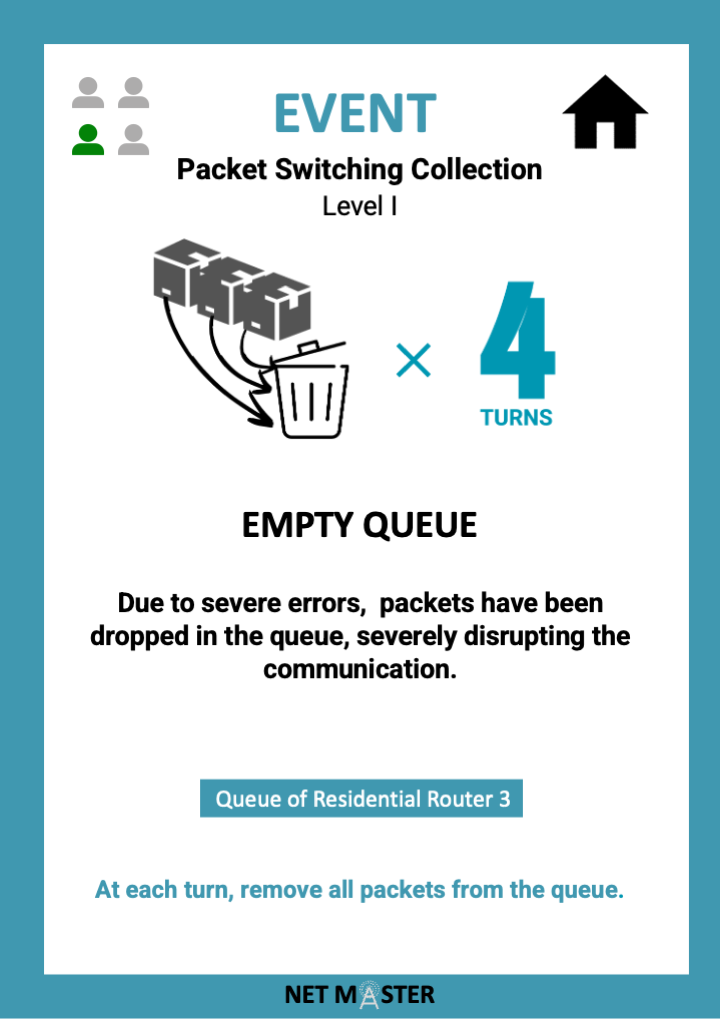 EVENT
Packet Switching Collection
Level I
× 4
TURNS
EMPTY QUEUE
Due to severe errors,  packets have been
dropped in the queue, severely disrupting the
communication.
Queue of Residential Router 3
At each turn, remove all packets from the queue.
NET MASTER